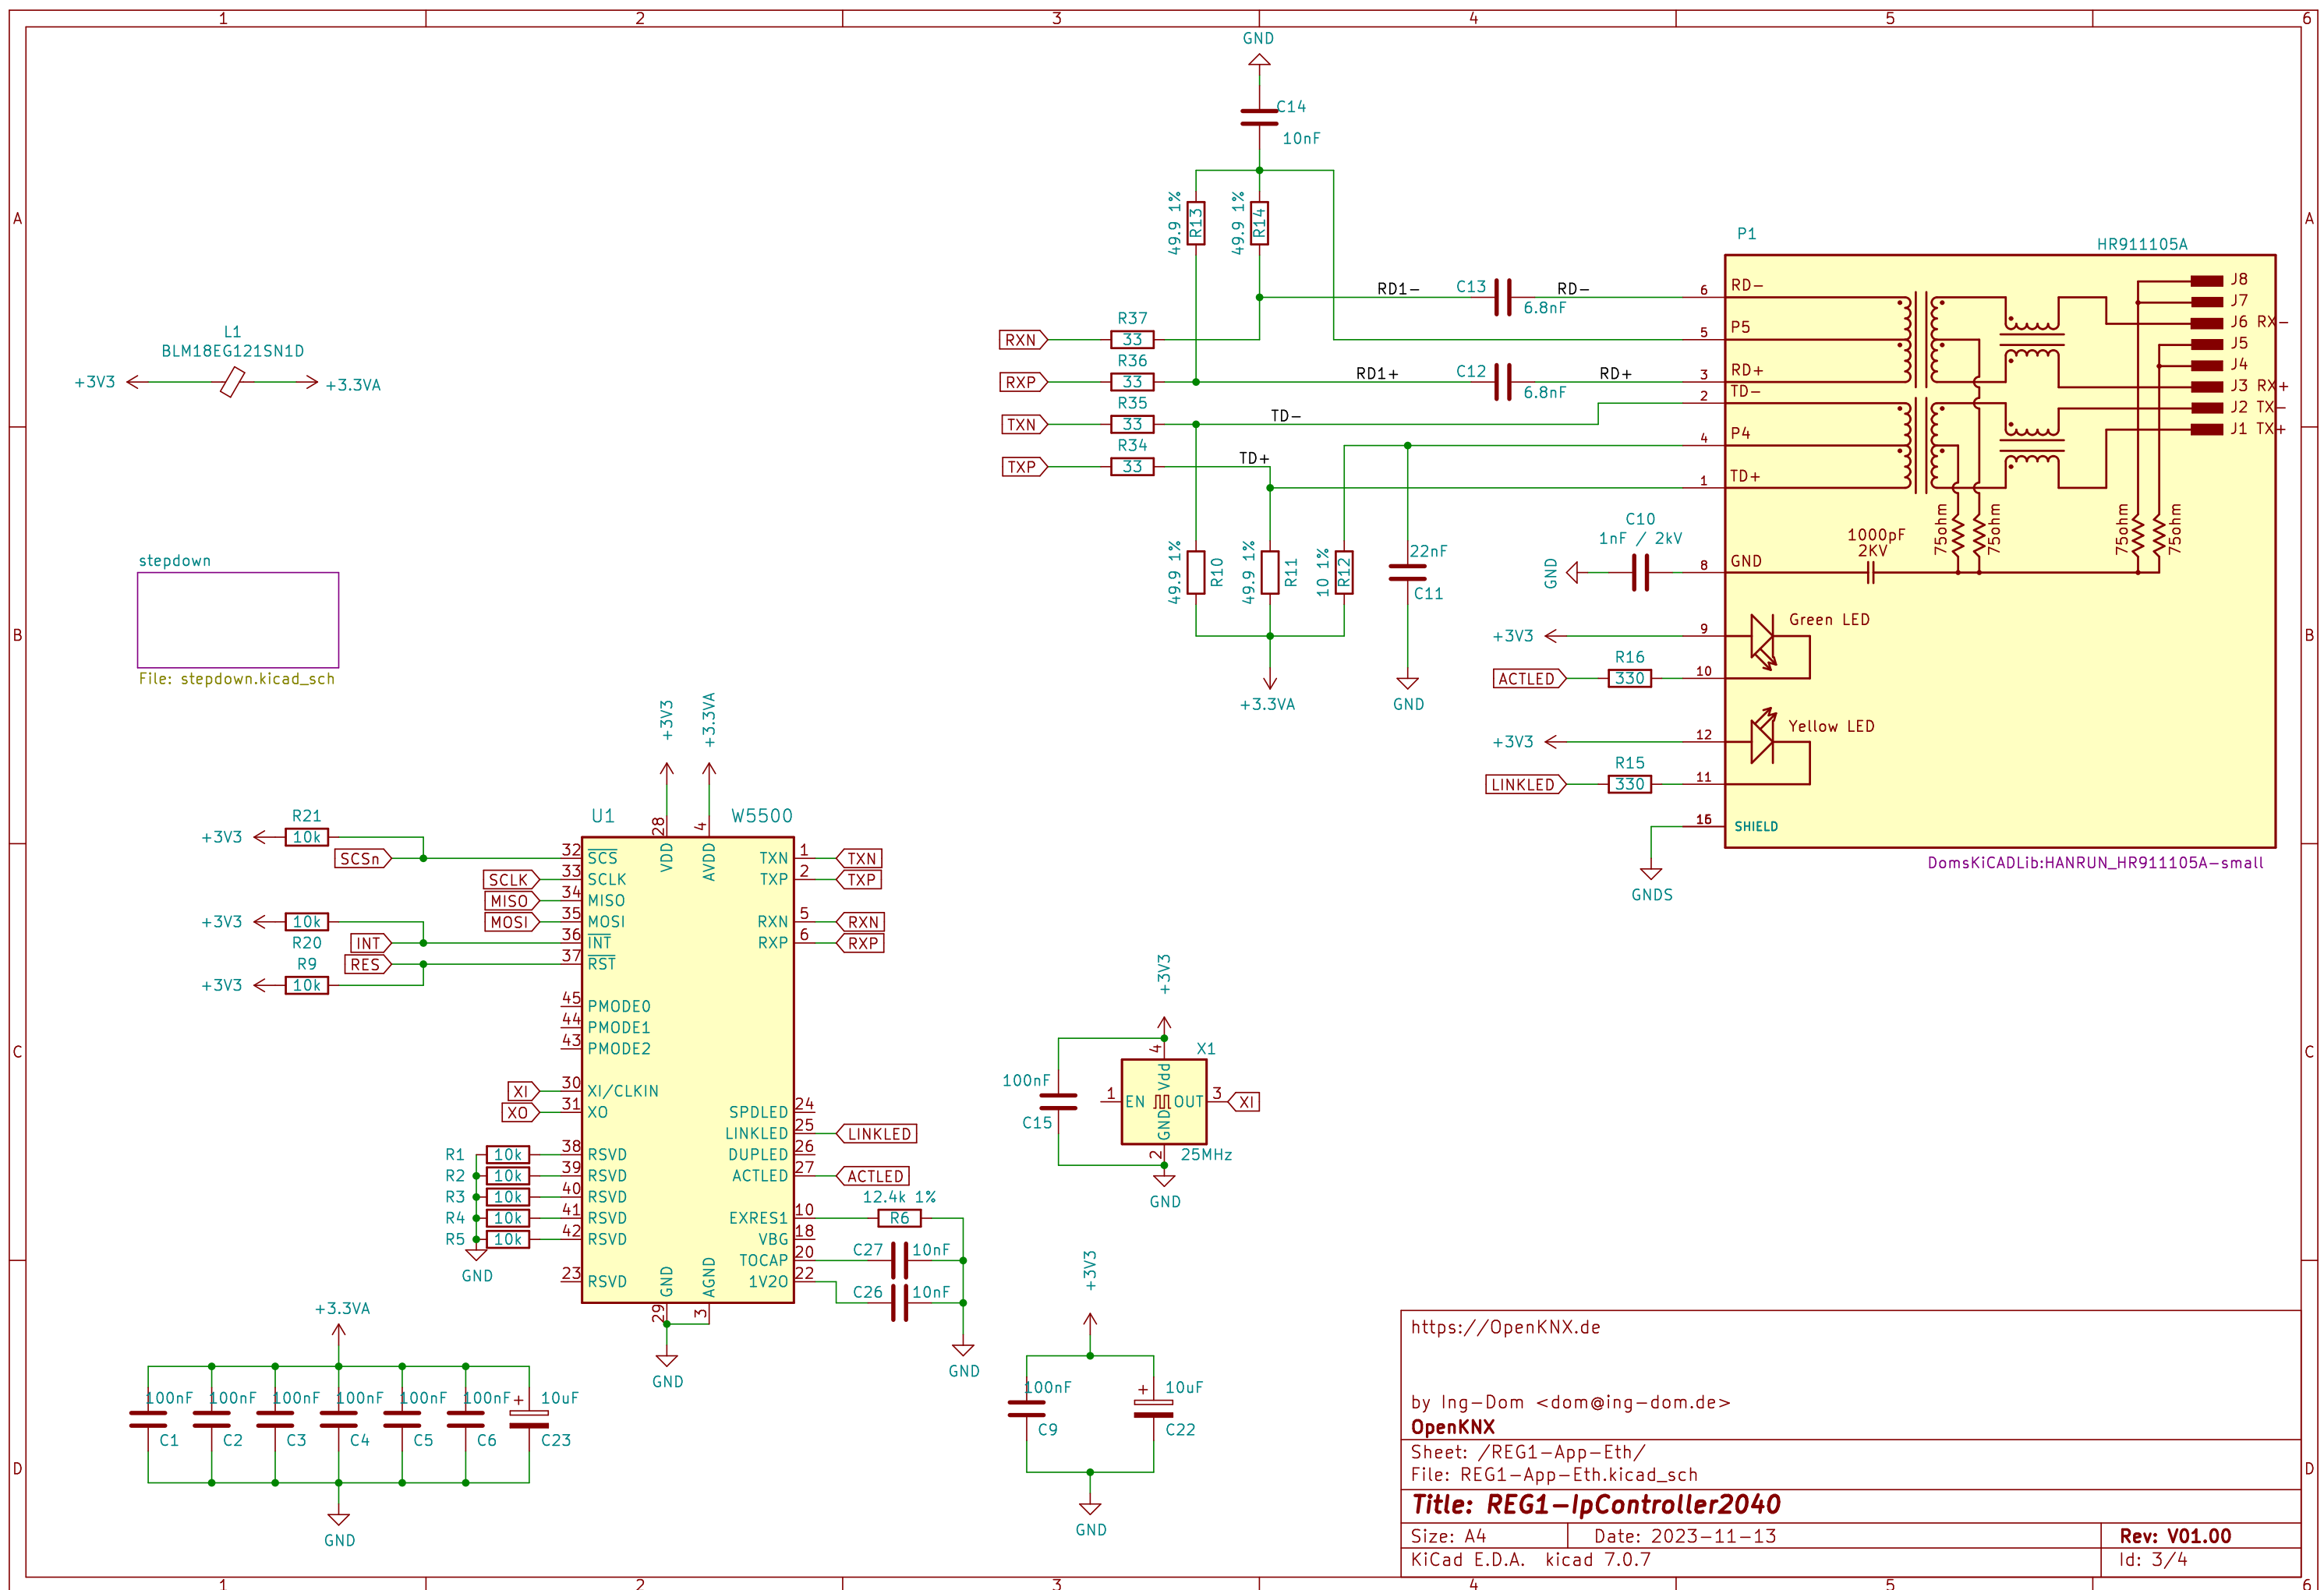 1 2 3 4 5 6
A
B
C
D
GND
C14
10nF
49.9 1%
R13
49.9 1%
R14
P1
HR911105A
RD1-
C13
6.8nF
RD-
6
RD-
5
P5
3
RD+
2
TD-
4
P4
1
TD+
8
GND
J8
J7
J6 RX-
J5
J4
J3 RX+
J2 TX-
J1 TX+
RXN
R37
33
RXP
R36
33
RD1+
C12
6.8nF
RD+
TXN
R35
33
TD-
TXP
R34
33
TD+
L1
BLM18EG121SN1D
+3V3
+3.3VA
49.9 1%
R10
49.9 1%
R11
10 1%
R12
22nF
C11
+3.3VA
GND
C10
1nF / 2kV
GND
1000pF
2KV
75ohm
75ohm
75ohm
75ohm
+3V3
9
Green LED
ACTLED
R16
330
10
+3V3
12
Yellow LED
LINKLED
R15
330
11
16
SHIELD
GNDS
DomsKiCADLib:HANRUN_HR911105A-small
stepdown
File: stepdown.kicad_sch
+3V3
+3.3VA
U1
W5500
28
VDD
4
AVDD
R21
+3V3
10k
SCSn
32
SCS
SCLK
33
SCLK
MISO
34
MISO
MOSI
35
MOSI
+3V3
10k
R20
INT
36
INT
R9
RES
37
RST
+3V3
10k
45
PMODE0
44
PMODE1
43
PMODE2
XI
30
XI/CLKIN
XO
31
XO
R1
10k
38
RSVD
R2
10k
39
RSVD
R3
10k
40
RSVD
R4
10k
41
RSVD
R5
10k
42
RSVD
GND
23
RSVD
TXN
1
TXN
TXP
2
TXP
RXN
5
RXN
RXP
6
RXP
SPDLED
24
LINKLED
25
LINKLED
DUPLED
26
ACTLED
27
ACTLED
12.4k 1%
EXRES1
10
R6
VBG
18
TOCAP
20
C27
10nF
1V2O
22
C26
10nF
GND
29
GND
AGND
3
GND
+3V3
X1
4
Vdd
1
EN
OUT
3
XI
GND
2
25MHz
100nF
C15
GND
+3.3VA
100nF
C1
100nF
C2
100nF
C3
100nF
C4
100nF
C5
100nF
C6
+
10uF
C23
GND
+3V3
100nF
C9
+
10uF
C22
GND
https://OpenKNX.de
by Ing-Dom <dom@ing-dom.de>
OpenKNX
Sheet: /REG1-App-Eth/
File: REG1-App-Eth.kicad_sch
Title: REG1-IpController2040
Size: A4
Date: 2023-11-13
Rev: V01.00
KiCad E.D.A. kicad 7.0.7
Id: 3/4
A
B
C
D
1 2 3 4 5 6